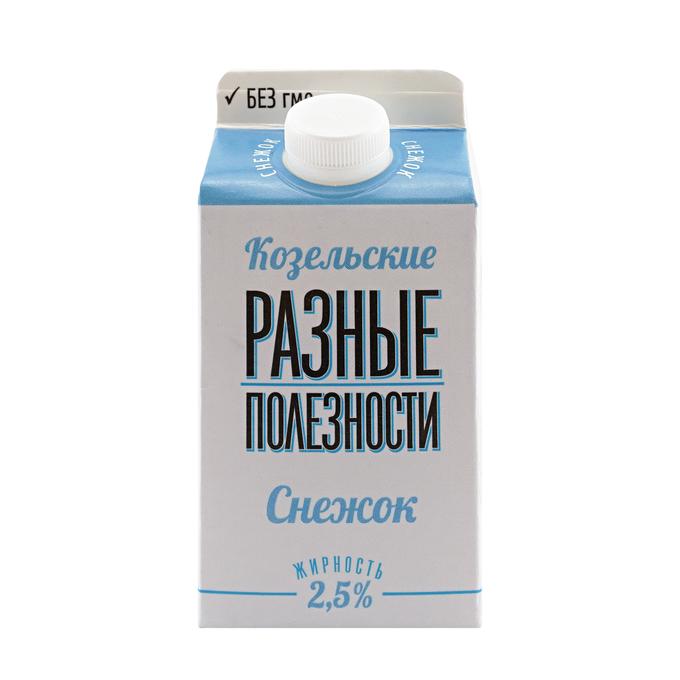 ✓ БЕЗ ГМО
СНЕЖОК
СНЕЖОК
Козельские
РАЗНЫЕ
ПОЛЕЗНОСТИ
Снежок
ЖИРНОСТЬ
2,5%